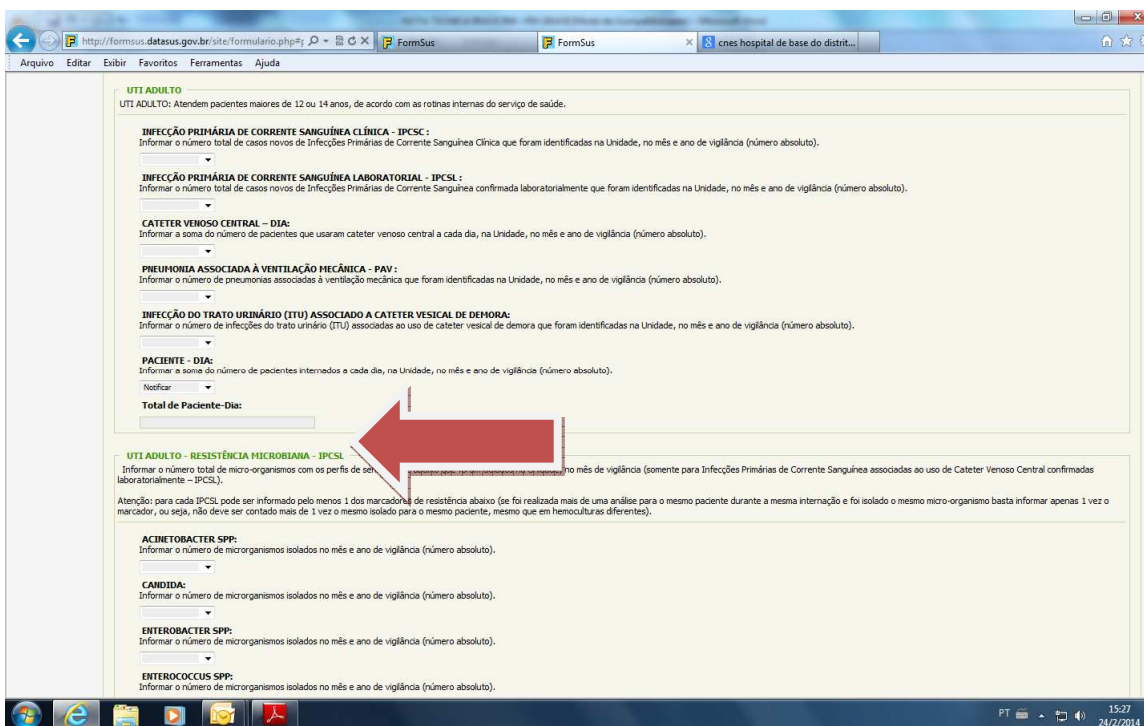 http://formsus.datasus.gov.br/site/formulario.php#
FormSus
FormSus
cnes hospital de base do distrit...
Arquivo Editar Exibir Favoritos Ferramentas Ajuda
UTI ADULTO
UTI ADULTO: Atendem pacientes maiores de 12 ou 14 anos, de acordo com as rotinas internas do serviço de saúde.
INFECÇÃO PRIMÁRIA DE CORRENTE SANGUÍNEA CLÍNICA - IPCSC :
Informar o número total de casos novos de Infecções Primárias de Corrente Sanguínea Clínica que foram identificadas na Unidade, no mês e ano de vigilância (número absoluto).
INFECÇÃO PRIMÁRIA DE CORRENTE SANGUÍNEA LABORATORIAL - IPCSL :
Informar o número total de casos novos de Infecções Primárias de Corrente Sanguínea confirmada laboratorialmente que foram identificadas na Unidade, no mês e ano de vigilância (número absoluto).
CATETER VENOSO CENTRAL – DIA:
Informar a soma do número de pacientes que usaram cateter venoso central a cada dia, na Unidade, no mês e ano de vigilância (número absoluto).
PNEUMONIA ASSOCIADA À VENTILAÇÃO MECÂNICA - PAV :
Informar o número de pneumonias associadas à ventilação mecânica que foram identificadas na Unidade, no mês e ano de vigilância (número absoluto).
INFECÇÃO DO TRATO URINÁRIO (ITU) ASSOCIADO A CATETER VESICAL DE DEMORA:
Informar o número de infecções do trato urinário (ITU) associadas ao uso de cateter vesical de demora que foram identificadas na Unidade, no mês e ano de vigilância (número absoluto).
PACIENTE - DIA:
Informar a soma do número de pacientes internados a cada dia, na Unidade, no mês e ano de vigilância (número absoluto).
Notificar
Total de Paciente-Dia:
UTI ADULTO - RESISTÊNCIA MICROBIANA - IPCSL
Informar o número total de micro-organismos com os perfis de no mês de vigilância (somente para Infecções Primárias de Corrente Sanguínea associadas ao uso de Cateter Venoso Central confirmadas
laboratorialmente – IPCSL).
Atenção: para cada IPCSL pode ser informado pelo menos 1 dos marcadores de resistência abaixo (se foi realizada mais de uma análise para o mesmo paciente durante a mesma internação e foi isolado o mesmo micro-organismo basta informar apenas 1 vez o
marcador, ou seja, não deve ser contado mais de 1 vez o mesmo isolado para o mesmo paciente, mesmo que em hemoculturas diferentes).
ACINETOBACTER SPP:
Informar o número de microrganismos isolados no mês e ano de vigilância (número absoluto).
CANDIDA:
Informar o número de microrganismos isolados no mês e ano de vigilância (número absoluto).
ENTEROBACTER SPP:
Informar o número de microrganismos isolados no mês e ano de vigilância (número absoluto).
ENTEROCOCCUS SPP:
Informar o número de microrganismos isolados no mês e ano de vigilância (número absoluto).
PT
15:27
24/2/2014